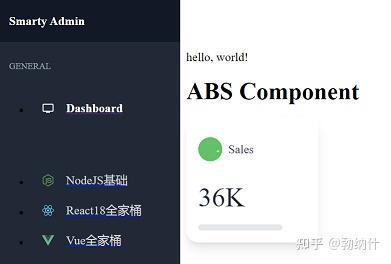 Smarty Admin
GENERAL
Dashboard
NodeJS基础
React18全家桶
Vue全家桶
hello, world!
ABS Component
Sales
36K
知乎 @勃纳什